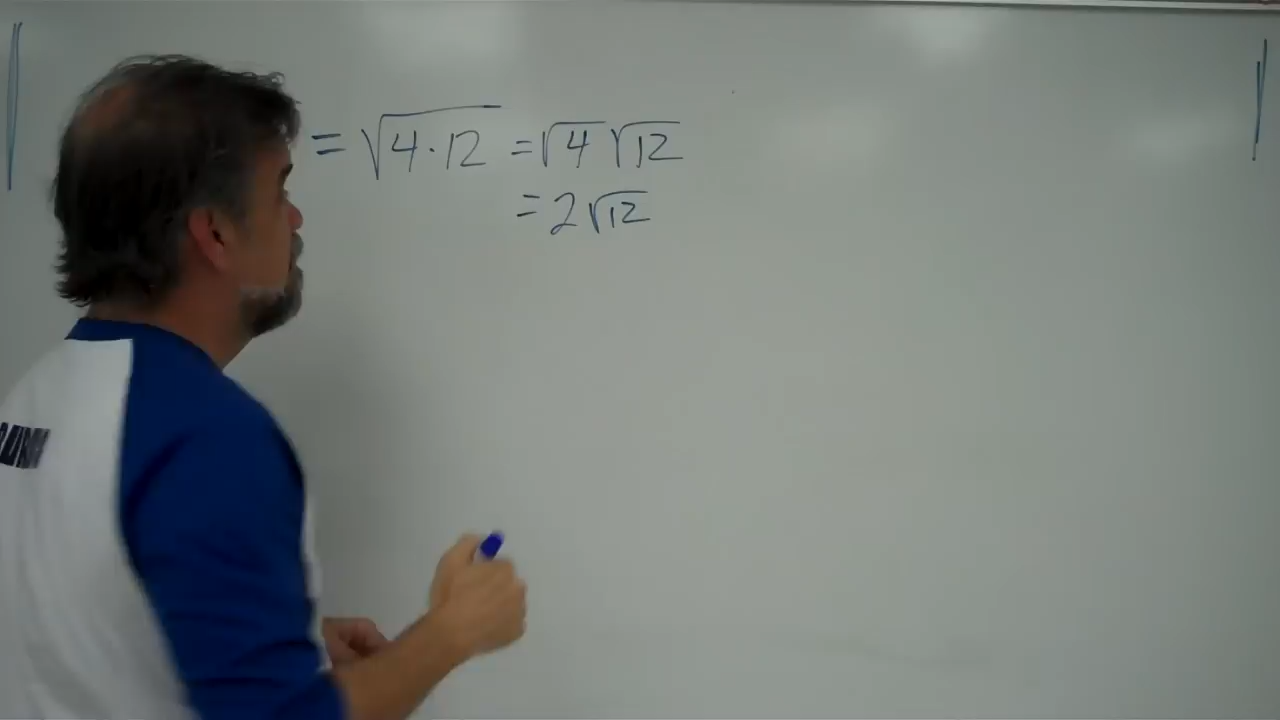 = √4·12 = √4 √12
= 2√12